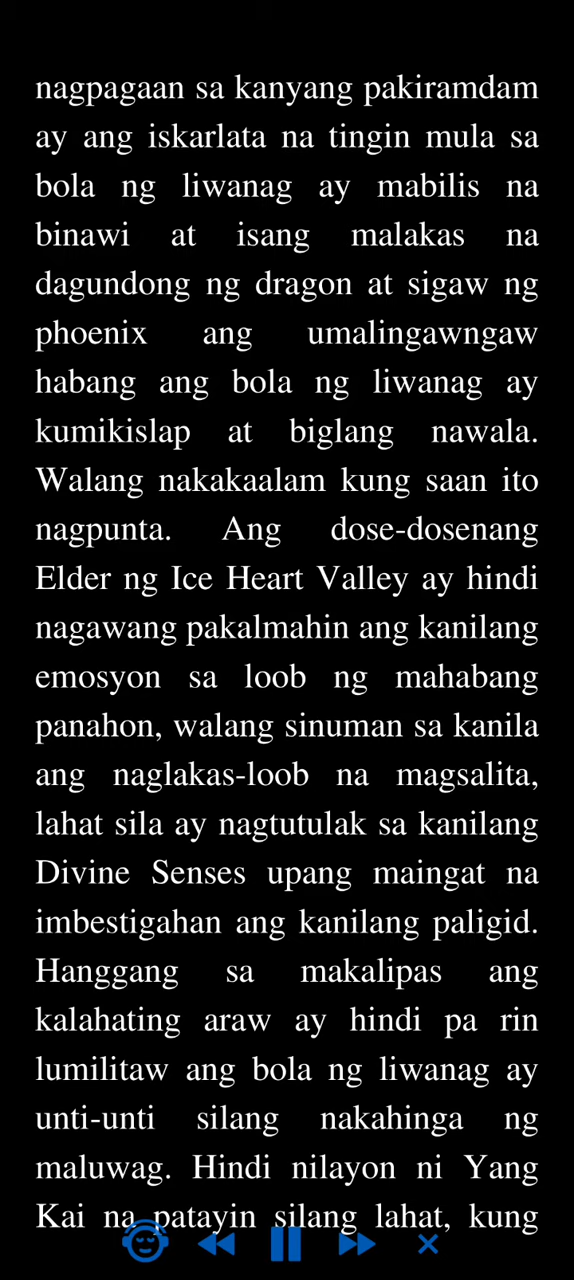 nagpagaan sa kanyang pakiramdam
ay ang iskarlata na tingin mula sa
bola ng liwanag ay mabilis na
binawi at isang malakas na
dagundong ng dragon at sigaw ng
phoenix ang umalingawngaw
habang ang bola ng liwanag ay
kumikislap at biglang nawala.
Walang nakakaalam kung saan ito
nagpunta. Ang dose-dosenang
Elder ng Ice Heart Valley ay hindi
nagawang pakalmahin ang kanilang
emosyon sa loob ng mahabang
panahon, walang sinuman sa kanila
ang naglakas-loob na magsalita,
lahat sila ay nagtutulak sa kanilang
Divine Senses upang maingat na
imbestigahan ang kanilang paligid.
Hanggang sa makalipas ang
kalahating araw ay hindi pa rin
lumilitaw ang bola ng liwanag ay
unti-unti silang nakahinga ng
maluwag. Hindi nilayon ni Yang
Kai na patayin silang lahat, kung